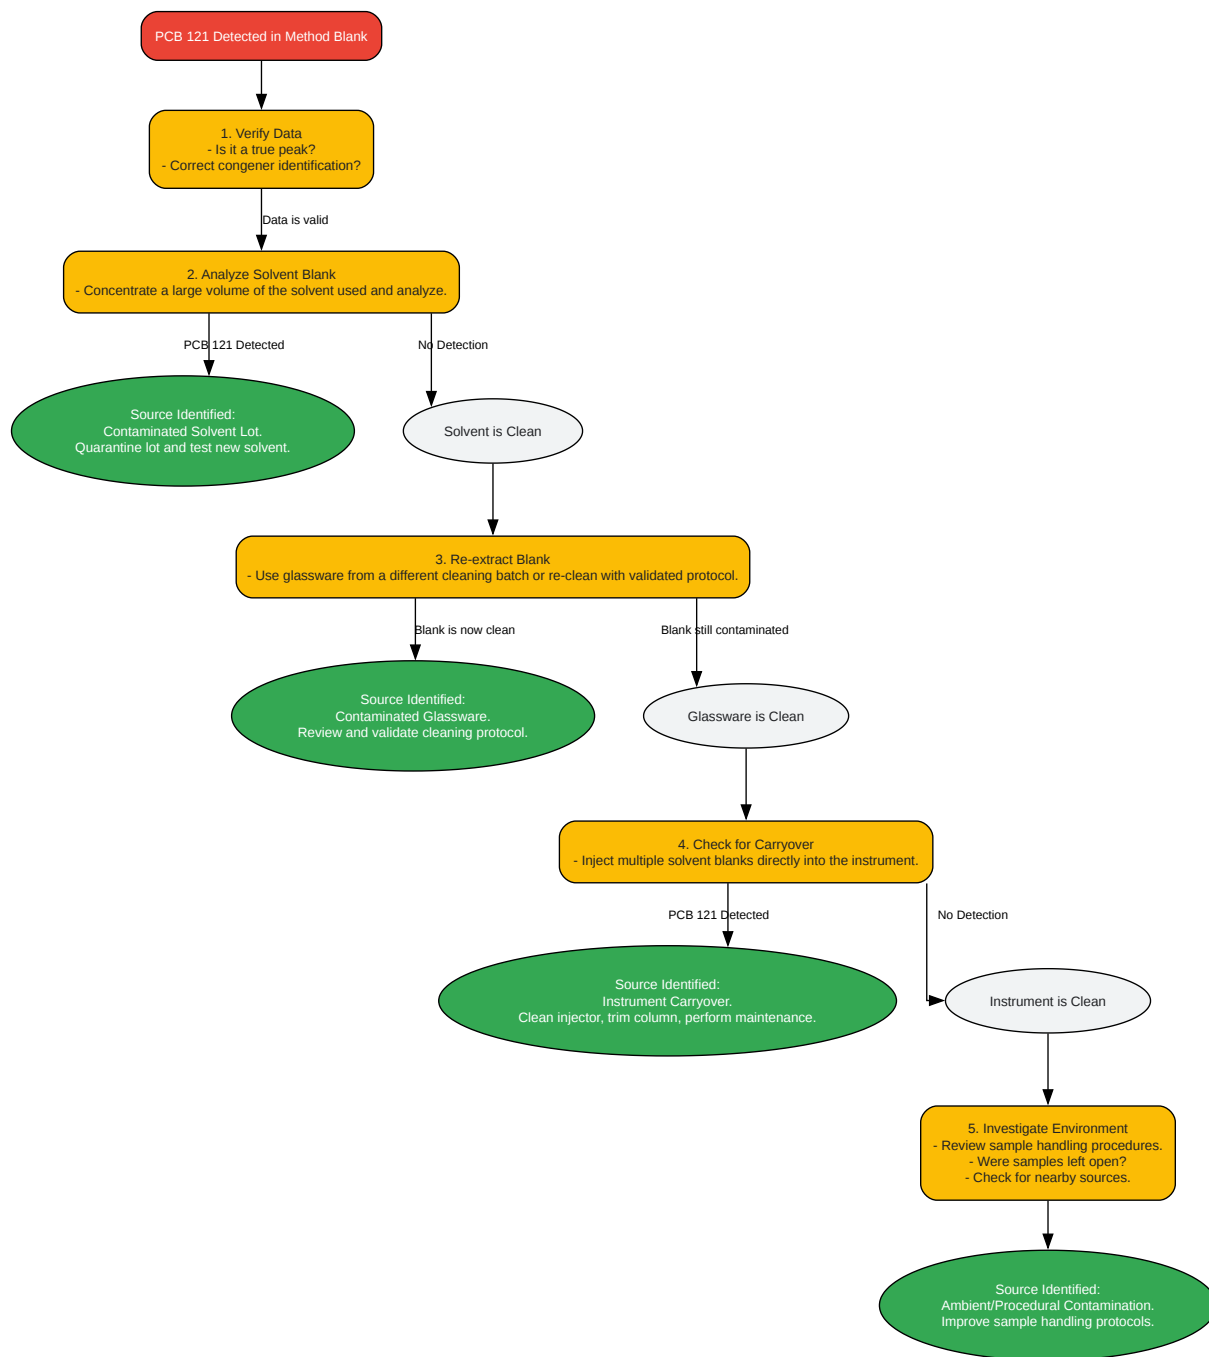 PCB 121 Detected in Method Blank
1. Verify Data
- Is it a true peak?
- Correct congener identification?
Data is valid
2. Analyze Solvent Blank
- Concentrate a large volume of the solvent used and analyze.
PCB 121 Detected
No Detection
Source Identified:
Contaminated Solvent Lot.
Quarantine lot and test new solvent.
Solvent is Clean
3. Re-extract Blank
- Use glassware from a different cleaning batch or re-clean with validated protocol.
Blank is now clean
Blank still contaminated
Source Identified:
Contaminated Glassware.
Review and validate cleaning protocol.
Glassware is Clean
4. Check for Carryover
- Inject multiple solvent blanks directly into the instrument.
PCB 121 Detected
No Detection
Source Identified:
Instrument Carryover.
Clean injector, trim column, perform maintenance.
Instrument is Clean
5. Investigate Environment
- Review sample handling procedures.
- Were samples left open?
- Check for nearby sources.
Source Identified:
Ambient/Procedural Contamination.
Improve sample handling protocols.